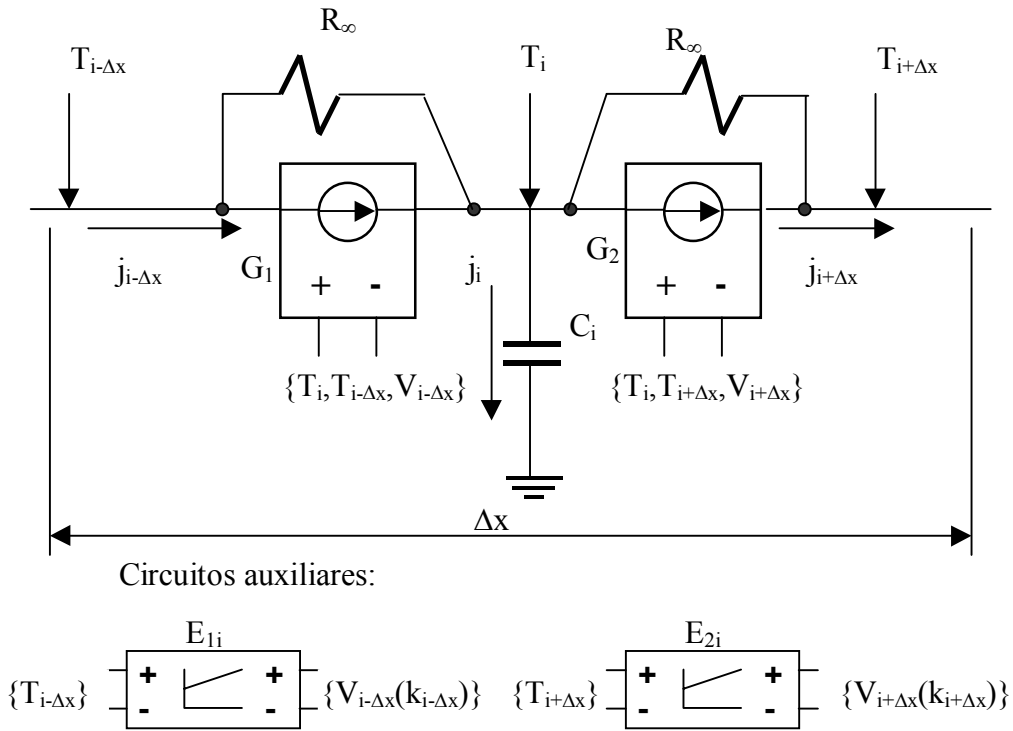 R∞ R∞
Ti-Δx Ti Ti+Δx
ji-Δx G1 ji G2 ji+Δx
+ - + -
Ci
{Ti,Ti-Δx,Vi-Δx} {Ti,Ti+Δx,Vi+Δx}
Δx
Circuitos auxiliares:
E1i E2i
{Ti-Δx} + + {Vi-Δx(ki-Δx)} {Ti+Δx} + + {Vi+Δx(ki+Δx)}
- - - -